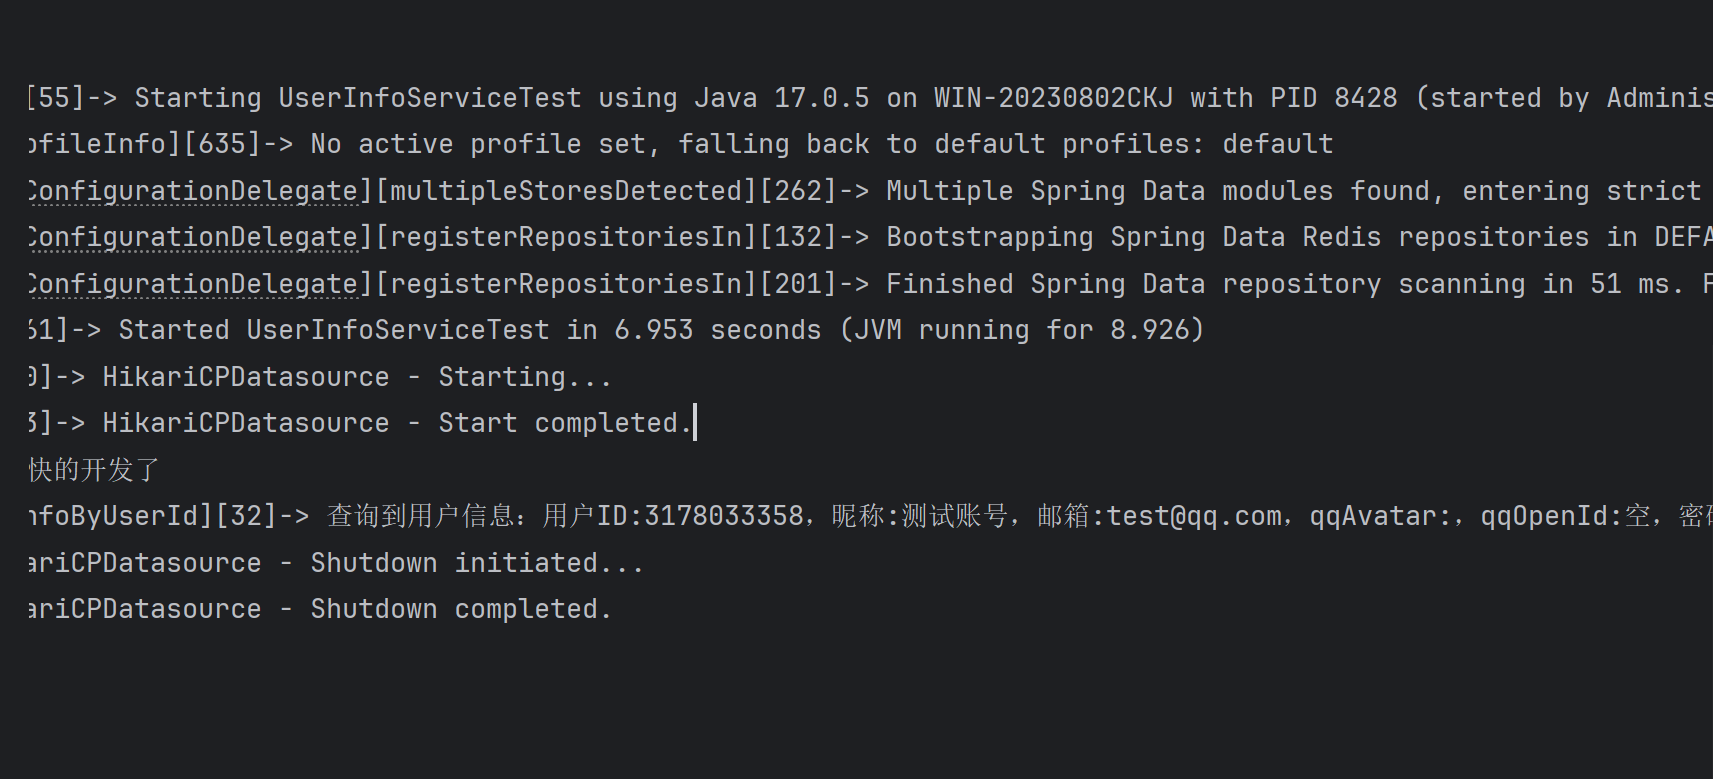 [55]-> Starting UserInfoServiceTest using Java 17.0.5 on WIN-20230802CKJ with PID 8428 (started by Adminis
ofileInfo][635]-> No active profile set, falling back to default profiles: default
ConfigurationDelegate][multipleStoresDetected][262]-> Multiple Spring Data modules found, entering strict
ConfigurationDelegate][registerRepositoriesIn][132]-> Bootstrapping Spring Data Redis repositories in DEFA
ConfigurationDelegate][registerRepositoriesIn][201]-> Finished Spring Data repository scanning in 51 ms. F
61]-> Started UserInfoServiceTest in 6.953 seconds (JVM running for 8.926)
0]-> HikariCPDatasource - Starting...
3]-> HikariCPDatasource - Start completed.
快的开发了
nfoByUserId][32]-> 查询到用户信息：用户ID:3178033358，昵称:测试账号，邮箱:test@qq.com，qqAvatar:，qqOpenId:空，密
ariCPDatasource - Shutdown initiated...
ariCPDatasource - Shutdown completed.